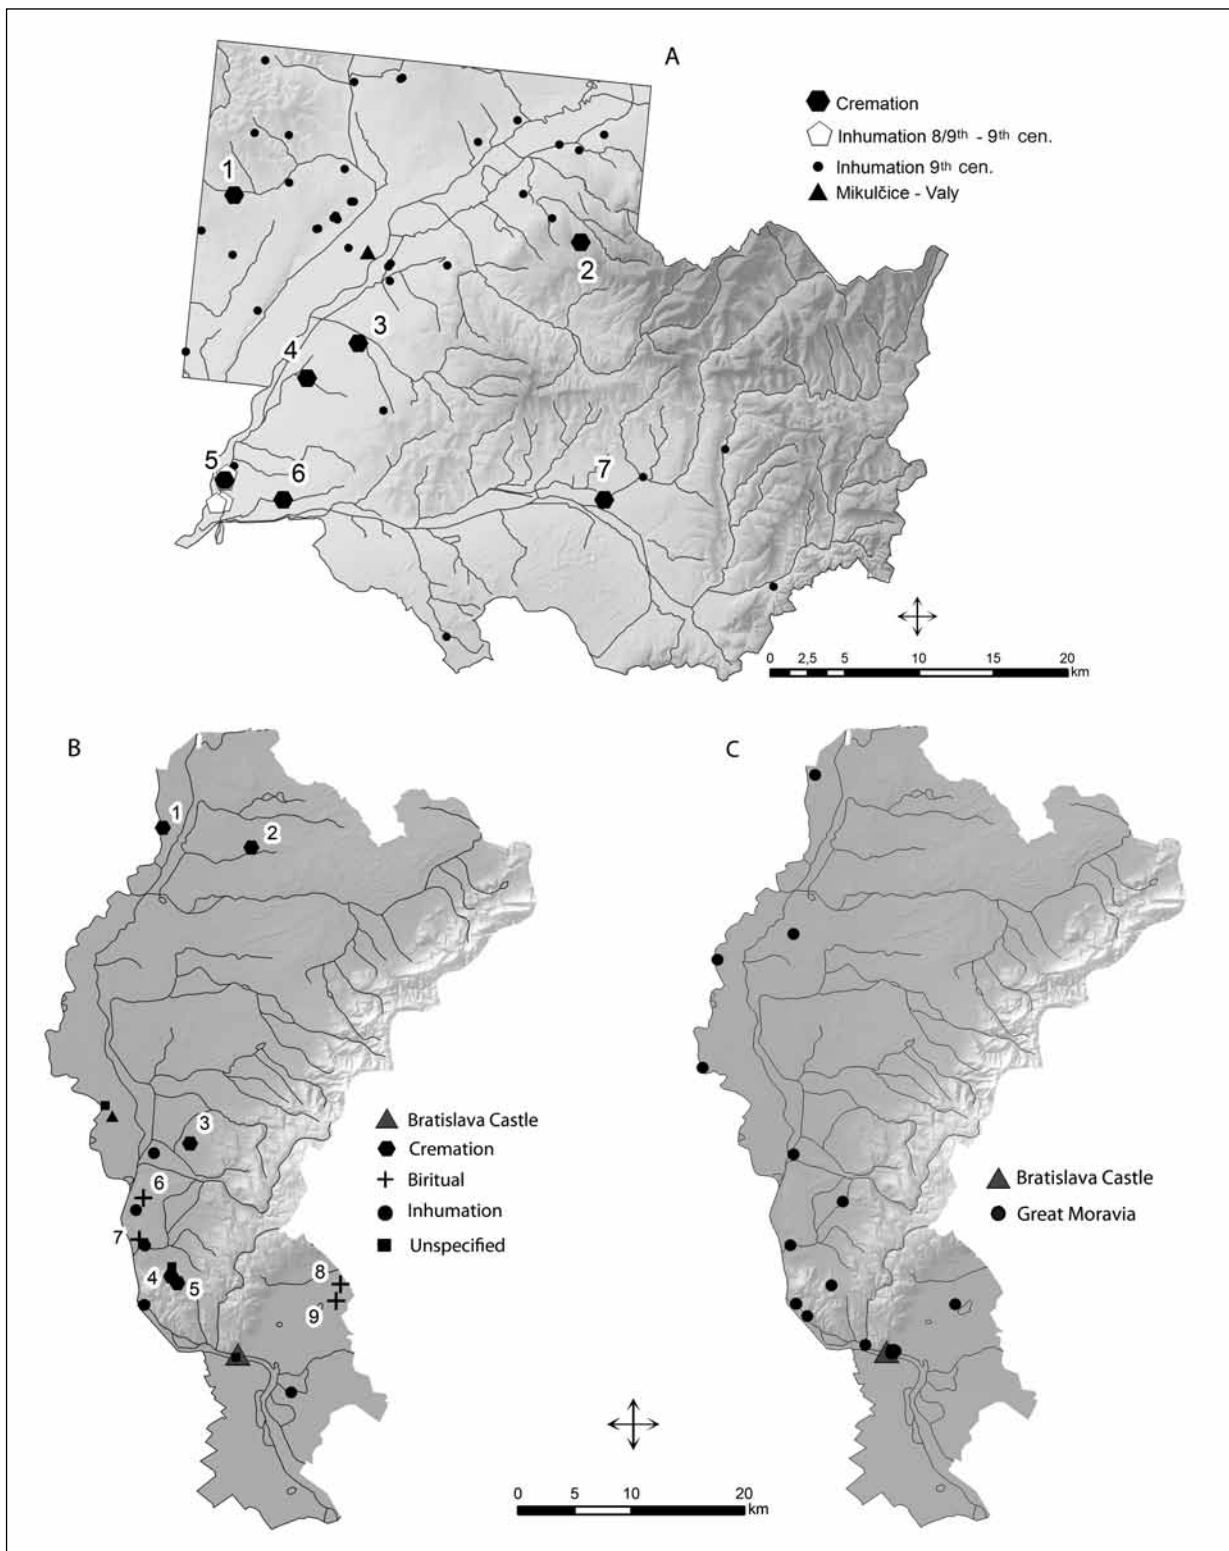 A
Cremation
Inhumation 8/9th - 9th cen.
Inhumation 9th cen.
Mikulčice - Valy
1
2
3
4
5
6
7
0 2,5 5 10 15 20
km
B
1
2
3
6
7
4
5
8
9
Bratislava Castle
Cremation
Biritual
Inhumation
Unspecified
C
Bratislava Castle
Great Moravia
0 5 10 20
km